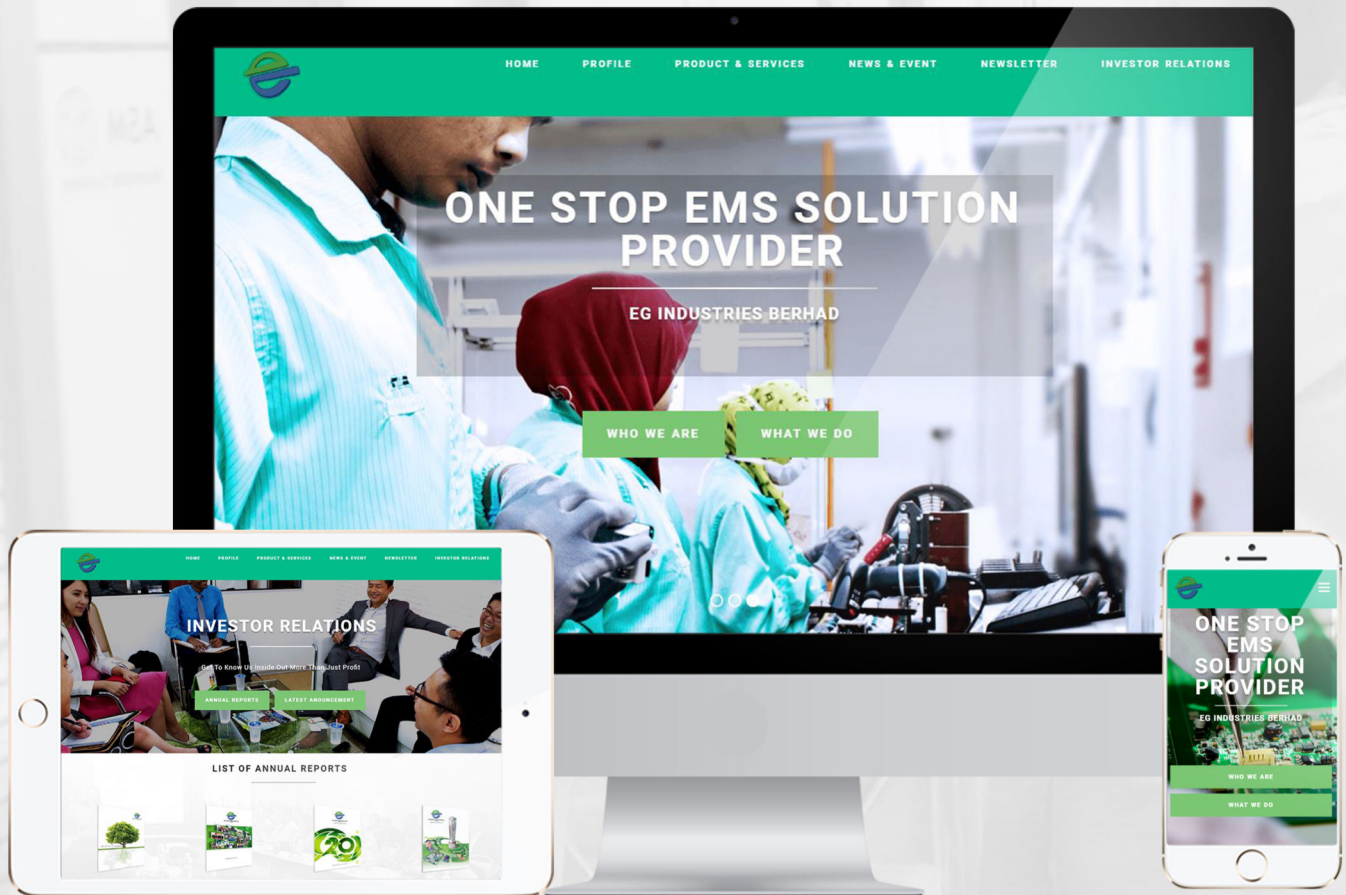 HOME PROFILE PRODUCT & SERVICES NEWS & EVENT NEWSLETTER INVESTOR RELATIONS
ONE STOP EMS SOLUTION
PROVIDER
EG INDUSTRIES BERHAD
WHO WE ARE WHAT WE DO
HOME PROFILE PRODUCT & SERVICES NEWS & EVENT NEWSLETTER INVESTOR RELATIONS
INVESTOR RELATIONS
Get To Know Us Inside Out More Than Just Profit
ANNUAL REPORTS LATEST ANOUNCEMENT
LIST OF ANNUAL REPORTS
ONE STOP
EMS
SOLUTION
PROVIDER
EG INDUSTRIES BERHAD
WHO WE ARE
WHAT WE DO